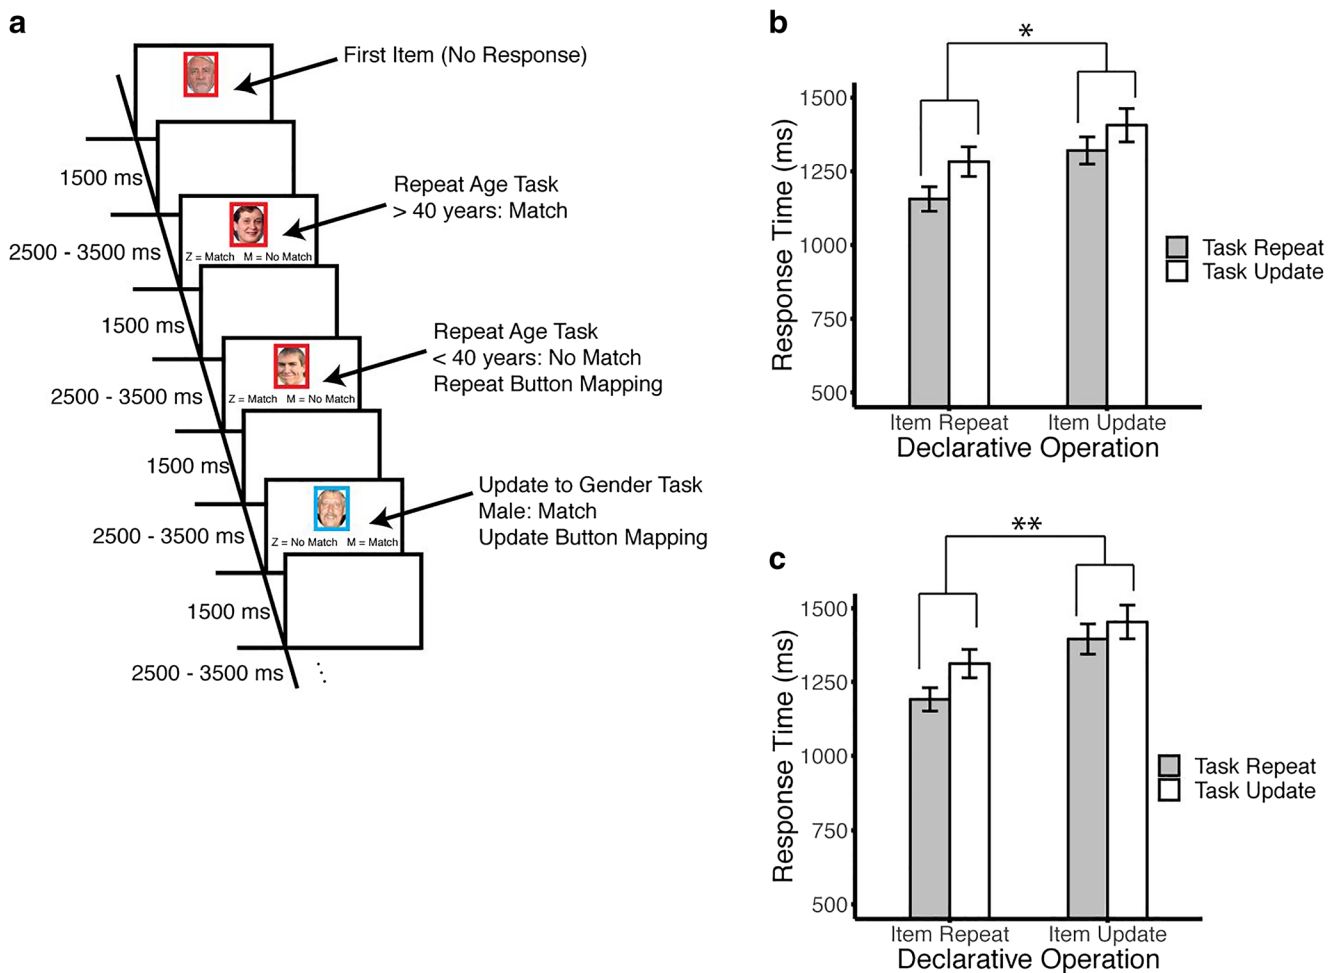 a
First Item (No Response)
1500 ms
Repeat Age Task
> 40 years: Match
2500 - 3500 ms
Z = Match M = No Match
1500 ms
Repeat Age Task
< 40 years: No Match
Repeat Button Mapping
2500 - 3500 ms
Z = Match M = No Match
1500 ms
Update to Gender Task
Male: Match
Update Button Mapping
2500 - 3500 ms
Z = No Match M = Match
1500 ms
2500 - 3500 ms
...
b
*
Response Time (ms)
1500
1250
1000
750
500
Item Repeat Item Update
Declarative Operation
Task Repeat
Task Update
c
**
Response Time (ms)
1500
1250
1000
750
500
Item Repeat Item Update
Declarative Operation
Task Repeat
Task Update